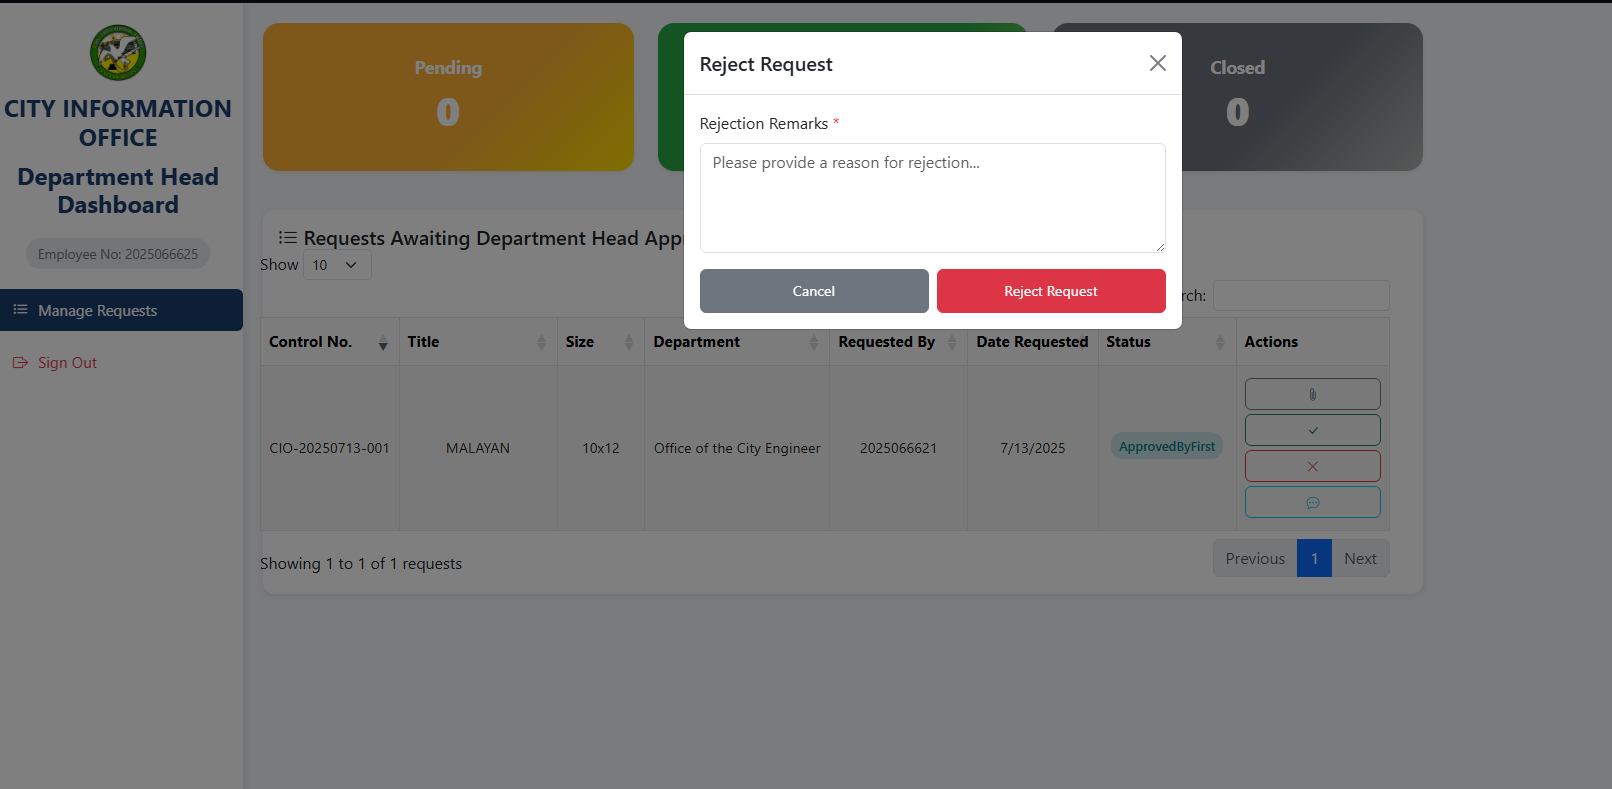 CITY INFORMATION
OFFICE
Department Head
Dashboard
Employee No: 2025066625
Manage Requests
Sign Out
Pending
0
Closed
0
Reject Request
Rejection Remarks *
Please provide a reason for rejection...
Cancel
Reject Request
Requests Awaiting Department Head App
Show 10
rch:
Control No. Title Size Department Requested By Date Requested Status Actions
CIO-20250713-001 MALAYAN 10x12 Office of the City Engineer 2025066621 7/13/2025 ApprovedByFirst
Showing 1 to 1 of 1 requests
Previous 1 Next